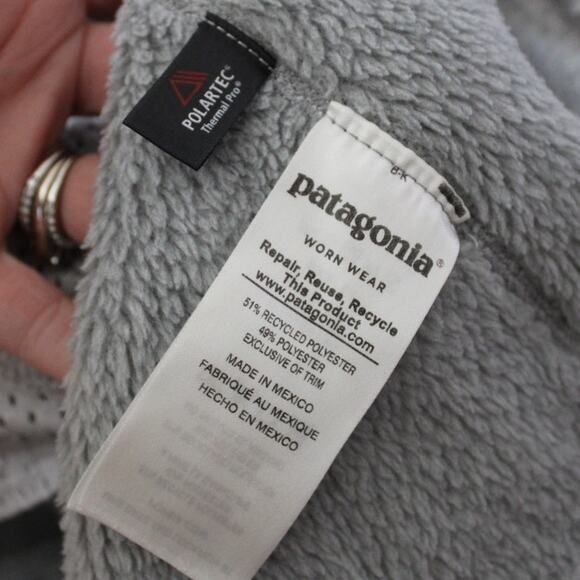 POLARTEC®
Thermal Pro®
patagonia®
WORN WEAR
Repair, Reuse, Recycle
This Product
www.patagonia.com
51% RECYCLED POLYESTER
49% POLYESTER
EXCLUSIVE OF TRIM
MADE IN MEXICO
FABRIQUÉ AU MEXIQUE
HECHO EN MEXICO